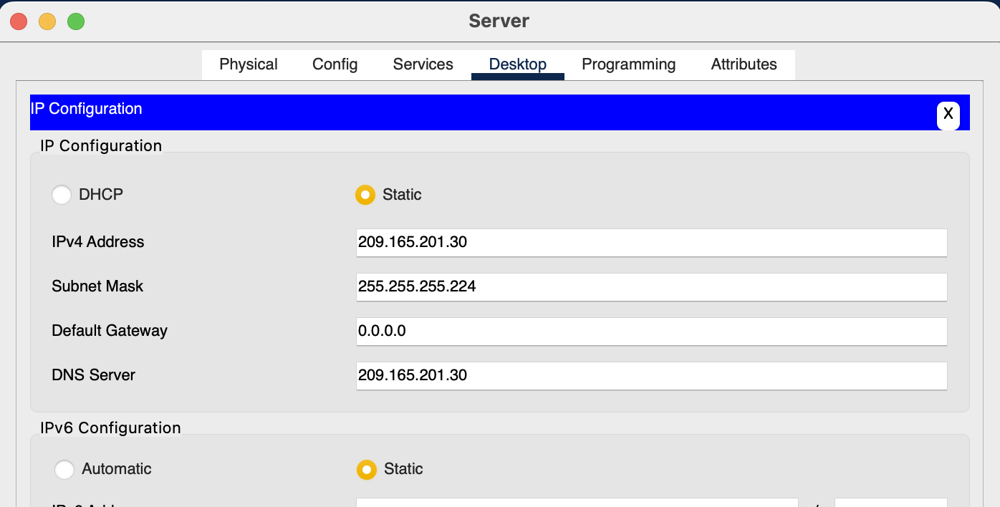 Server
Physical Config Services Desktop Programming Attributes
IP Configuration X
IP Configuration
DHCP Static
IPv4 Address 209.165.201.30
Subnet Mask 255.255.255.224
Default Gateway 0.0.0.0
DNS Server 209.165.201.30
IPv6 Configuration
Automatic Static